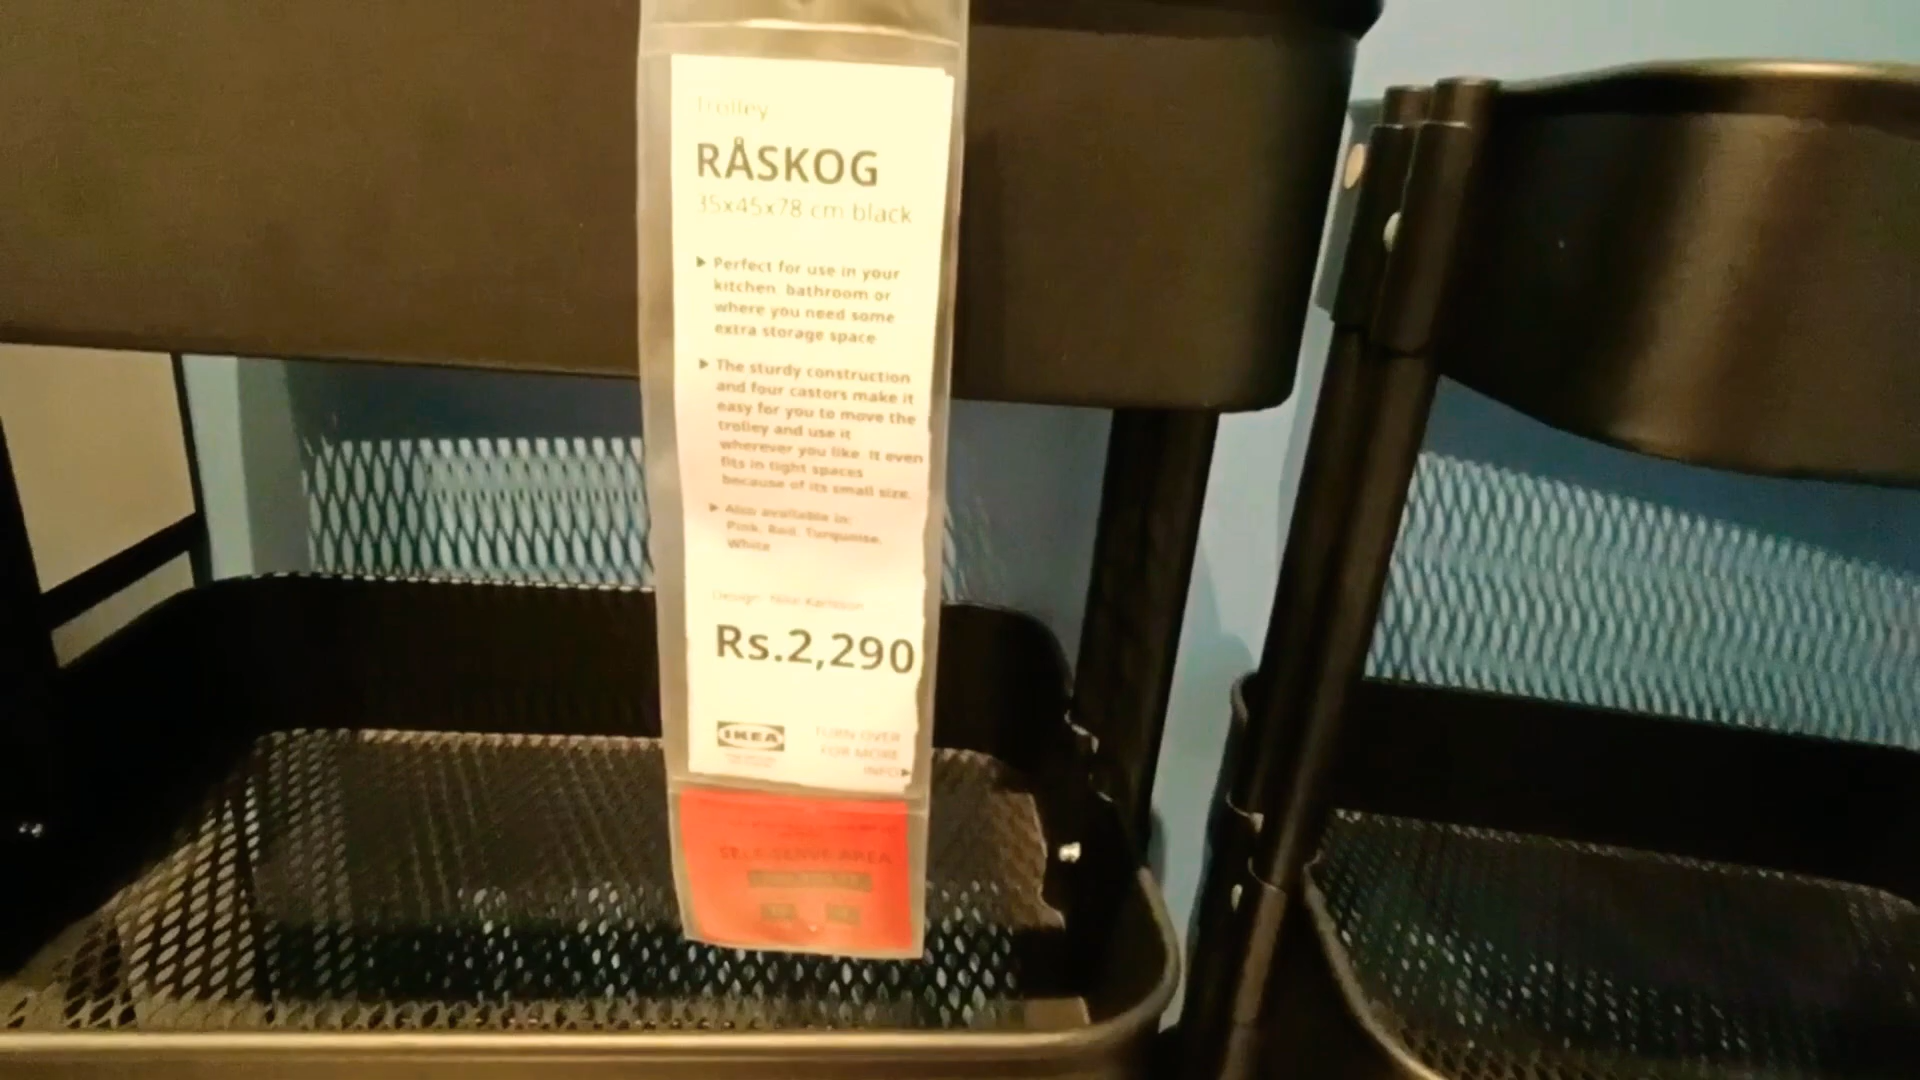 Trolley
RÅSKOG
35x45x78 cm black
▶ Perfect for use in your
kitchen, bathroom or
where you need some
extra storage space
▶ The sturdy construction
and four castors make it
easy for you to move the
trolley and use it
wherever you like. It even
fits in tight spaces
because of its small size.
▶ Also available in:
Pink, Red, Turquoise,
White
Design: Nike Karlsson
Rs.2,290
IKEA
TURN OVER
FOR MORE
INFO▶
SELF-SERVE AREA